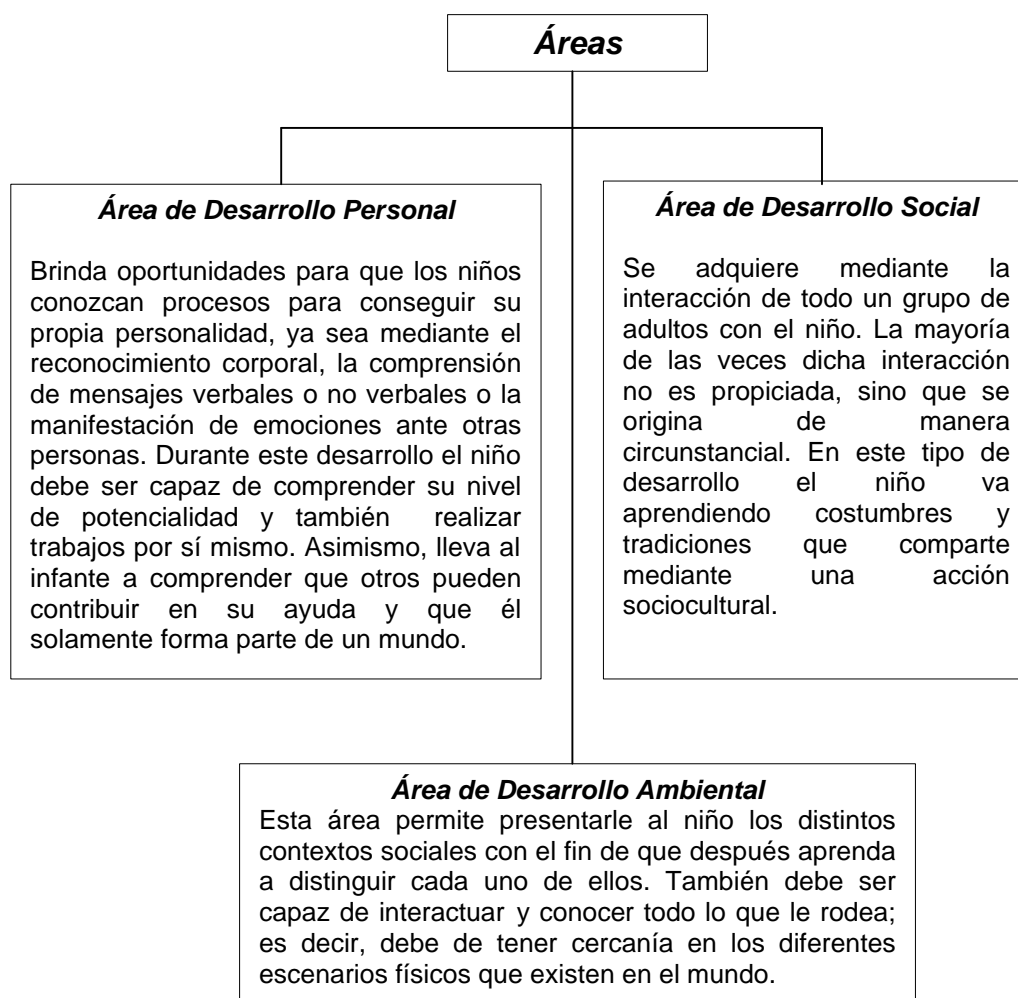 Áreas
Área de Desarrollo Personal
Brinda oportunidades para que los niños
conozcan procesos para conseguir su
propia personalidad, ya sea mediante el
reconocimiento corporal, la comprensión
de mensajes verbales o no verbales o la
manifestación de emociones ante otras
personas. Durante este desarrollo el niño
debe ser capaz de comprender su nivel
de potencialidad y también realizar
trabajos por sí mismo. Asimismo, lleva al
infante a comprender que otros pueden
contribuir en su ayuda y que él
solamente forma parte de un mundo.
Área de Desarrollo Social
Se adquiere mediante la
interacción de todo un grupo de
adultos con el niño. La mayoría
de las veces dicha interacción
no es propiciada, sino que se
origina de manera
circunstancial. En este tipo de
desarrollo el niño va
aprendiendo costumbres y
tradiciones que comparte
mediante una acción
sociocultural.
Área de Desarrollo Ambiental
Esta área permite presentarle al niño los distintos
contextos sociales con el fin de que después aprenda
a distinguir cada uno de ellos. También debe ser
capaz de interactuar y conocer todo lo que le rodea;
es decir, debe de tener cercanía en los diferentes
escenarios físicos que existen en el mundo.